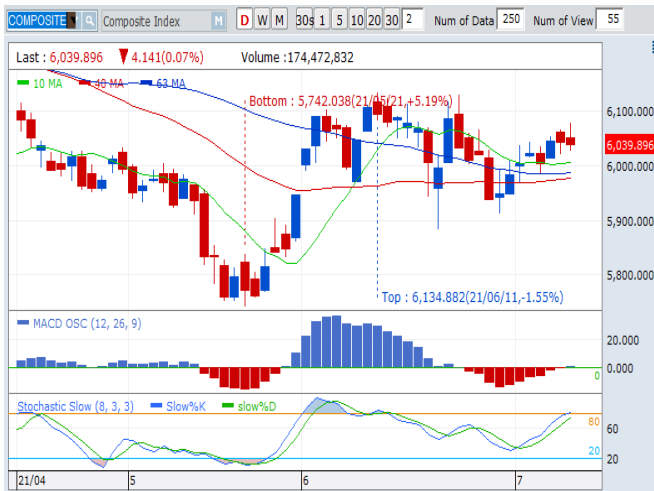 COMPOSITE Composite Index M D W M 30s 1 5 10 20 30 2 Num of Data 250 Num of View 55
Last : 6,039.896 ▼ 4.141(0.07%) Volume :174,472,832
10 MA 40 MA 63 MA
Bottom : 5,742.038(21/05/21,+5.19%)
6,100.000
6,039.896
6,000.000
5,900.000
5,800.000
Top : 6,134.882(21/06/11,-1.55%)
MACD OSC (12, 26, 9)
20.000
0.000
0
Stochastic Slow (8, 3, 3) Slow%K slow%D
80
60
20
20
21/04 5 6 7